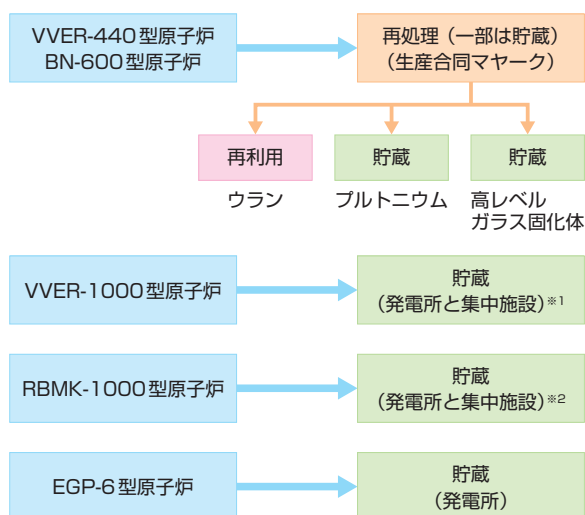 VVER-440型原子炉
BN-600型原子炉
再処理（一部は貯蔵）
（生産合同マヤーク）
再利用
貯蔵
貯蔵
ウラン
プルトニウム
高レベル
ガラス固化体
VVER-1000型原子炉
貯蔵
（発電所と集中施設）※1
RBMK-1000型原子炉
貯蔵
（発電所と集中施設）※2
EGP-6型原子炉
貯蔵
（発電所）